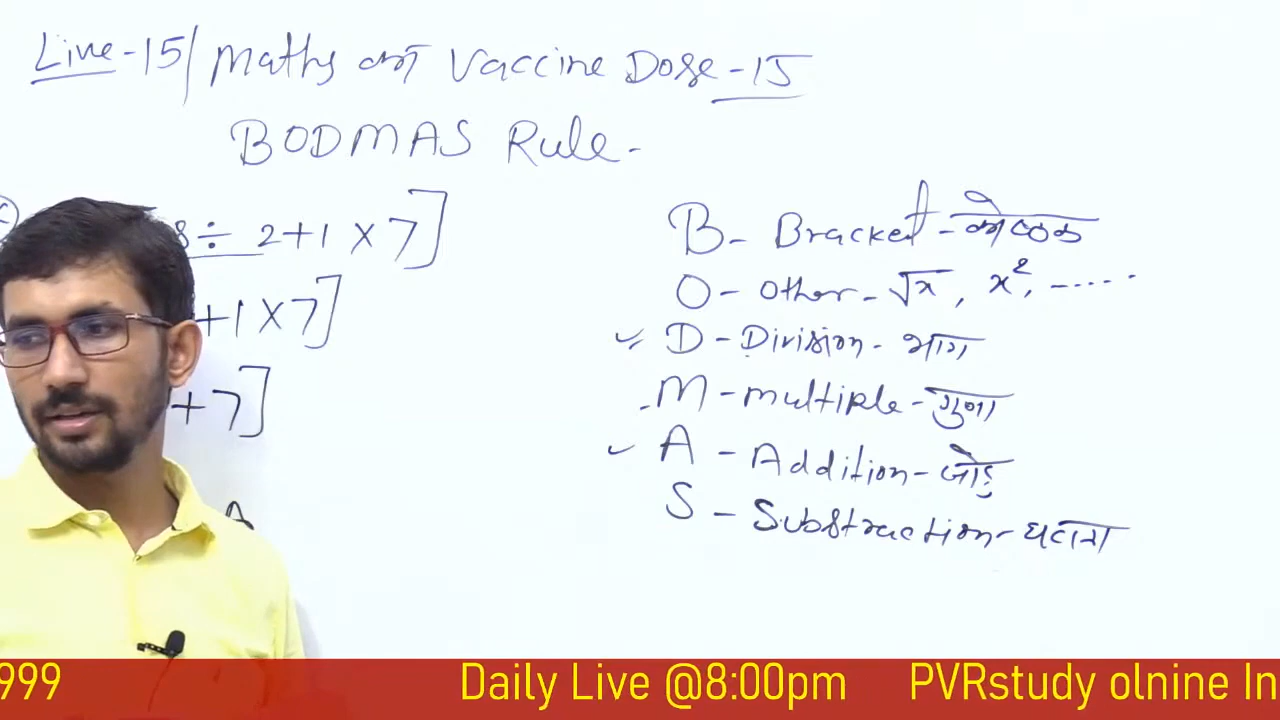 Live-15/ Maths का Vaccine Dose-15
BODMAS Rule-
8 ÷ 2+1 × 7]
+1 × 7]
+ 7]
B- Bracket - कोष्ठक
O - Other - √x, x², -....
✓ D - Division - भाग
M - multiple - गुणा
✓ A - Addition - जोड़
S - Substraction - घटाना
999 Daily Live @8:00pm PVRstudy olnine In